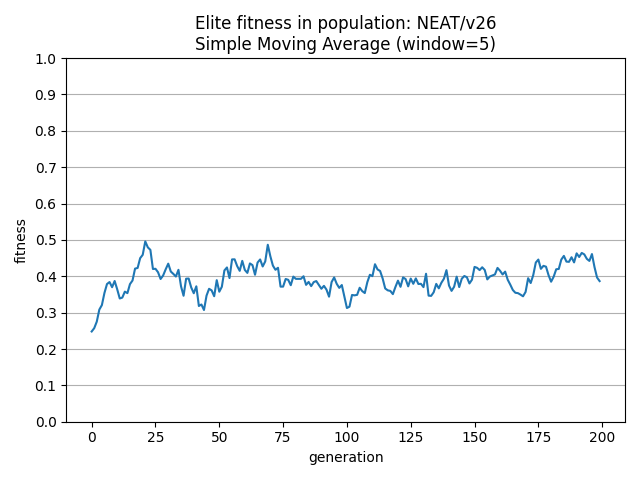 Elite fitness in population: NEAT/v26
Simple Moving Average (window=5)
1.0
0.9
0.8
0.7
0.6
0.5
0.4
0.3
0.2
0.1
0.0
fitness
0 25 50 75 100 125 150 175 200
generation